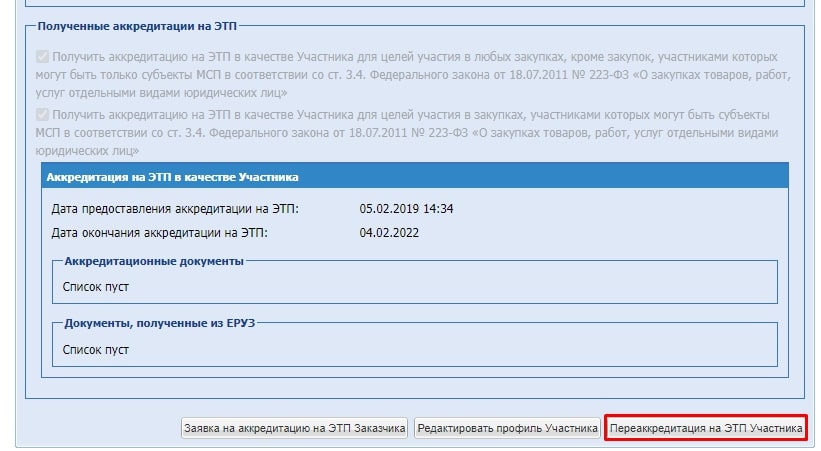 Полученные аккредитации на ЭТП
Получить аккредитацию на ЭТП в качестве Участника для целей участия в любых закупках, кроме закупок, участниками которых
могут быть только субъекты МСП в соответствии со ст. 3.4. Федерального закона от 18.07.2011 № 223-ФЗ «О закупках товаров, работ,
услуг отдельными видами юридических лиц»
Получить аккредитацию на ЭТП в качестве Участника для целей участия в закупках, участниками которых могут быть субъекты
МСП в соответствии со ст. 3.4. Федерального закона от 18.07.2011 № 223-ФЗ «О закупках товаров, работ, услуг отдельными видами
юридических лиц»
Аккредитация на ЭТП в качестве Участника
Дата предоставления аккредитации на ЭТП: 05.02.2019 14:34
Дата окончания аккредитации на ЭТП: 04.02.2022
Аккредитационные документы
Список пуст
Документы, полученные из ЕРУЗ
Список пуст
Заявка на аккредитацию на ЭТП Заказчика Редактировать профиль Участника Переаккредитация на ЭТП Участника